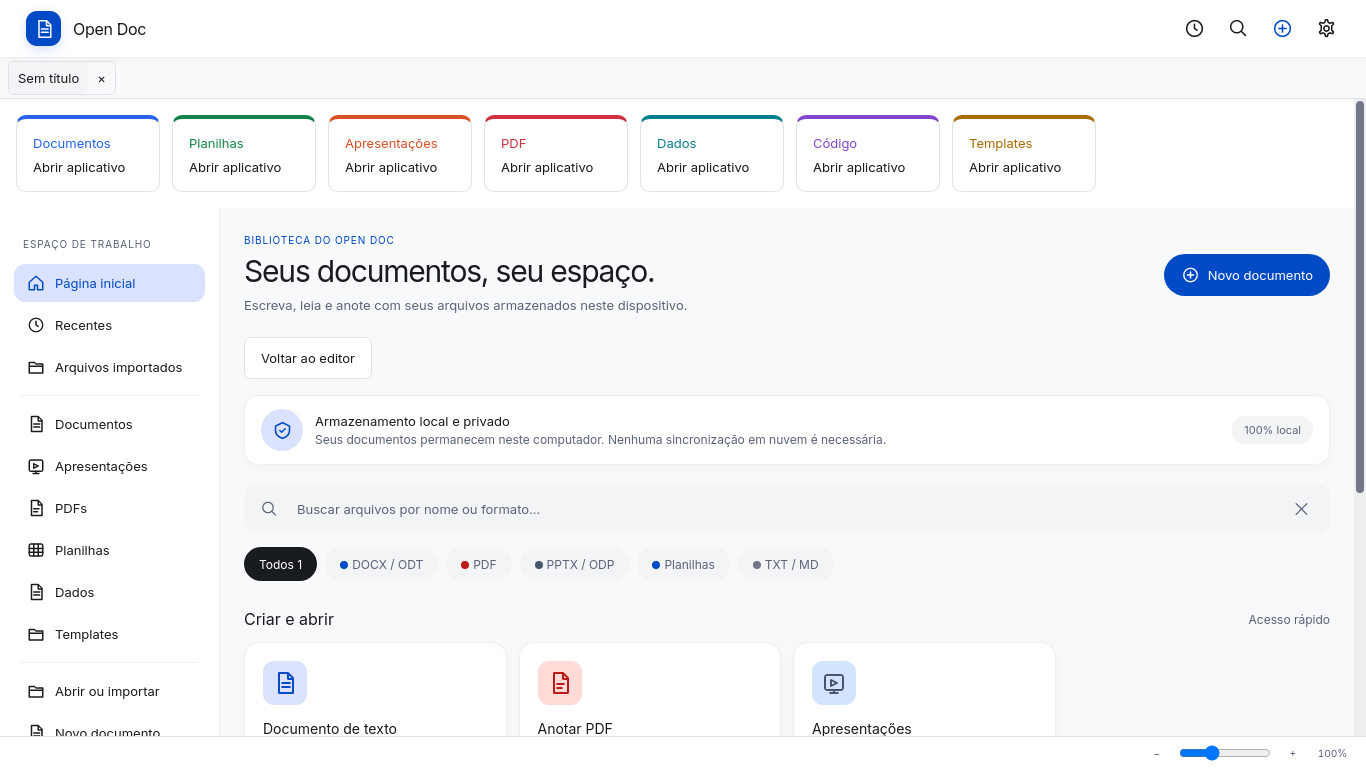 Open Doc
Sem título ×
Documentos
Abrir aplicativo
Planilhas
Abrir aplicativo
Apresentações
Abrir aplicativo
PDF
Abrir aplicativo
Dados
Abrir aplicativo
Código
Abrir aplicativo
Templates
Abrir aplicativo
ESPAÇO DE TRABALHO
Página inicial
Recentes
Arquivos importados
Documentos
Apresentações
PDFs
Planilhas
Dados
Templates
Abrir ou importar
Novo documento
BIBLIOTECA DO OPEN DOC
Seus documentos, seu espaço.
Escreva, leia e anote com seus arquivos armazenados neste dispositivo.
Novo documento
Voltar ao editor
Armazenamento local e privado
Seus documentos permanecem neste computador. Nenhuma sincronização em nuvem é necessária.
100% local
Buscar arquivos por nome ou formato...
Todos 1
DOCX / ODT
PDF
PPTX / ODP
Planilhas
TXT / MD
Criar e abrir
Acesso rápido
Documento de texto
Anotar PDF
Apresentações
− + 100%